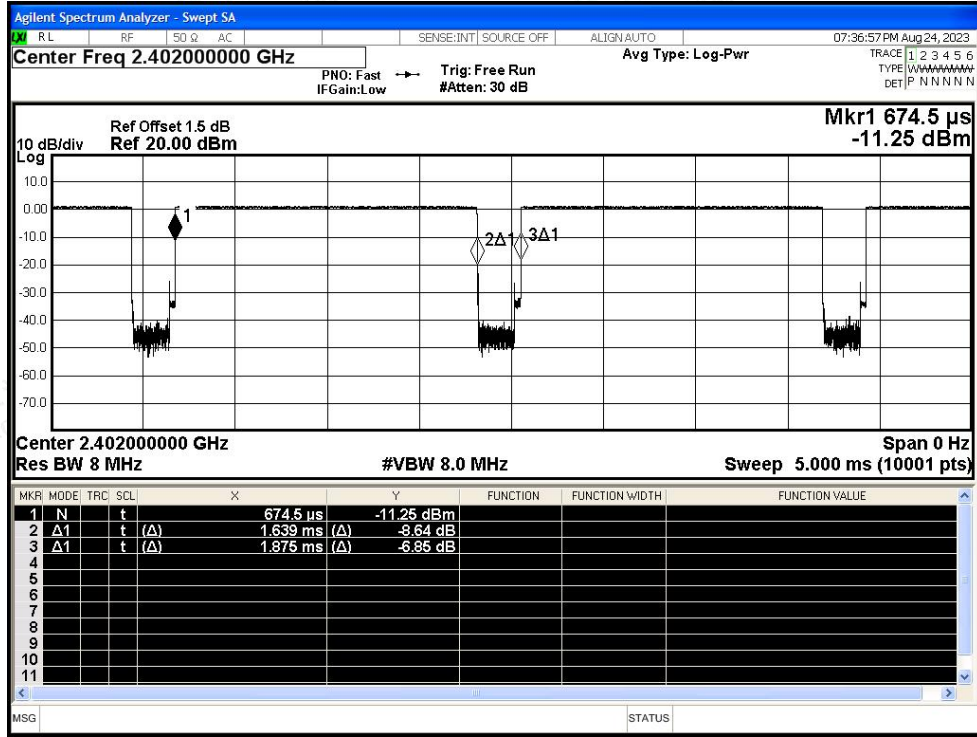 Agilent Spectrum Analyzer - Swept SA
LXI RL RF 50 Ω AC SENSE:INT SOURCE OFF ALIGN AUTO 07:36:57 PM Aug 24, 2023
Center Freq 2.402000000 GHz Avg Type: Log-Pwr TRACE 1 2 3 4 5 6
PNO: Fast Trig: Free Run TYPE WWWWWW
IFGain:Low #Atten: 30 dB DET P N N N N N
Mkr1 674.5 µs
-11.25 dBm
Ref Offset 1.5 dB
10 dB/div Ref 20.00 dBm
Log
10.0
0.00
1
-10.0
2Δ1 3Δ1
-20.0
-30.0
-40.0
-50.0
-60.0
-70.0
Center 2.402000000 GHz Span 0 Hz
Res BW 8 MHz #VBW 8.0 MHz Sweep 5.000 ms (10001 pts)
MKR MODE TRC SCL X Y FUNCTION FUNCTION WIDTH FUNCTION VALUE
1 N t 674.5 µs -11.25 dBm
2 Δ1 t (Δ) 1.639 ms (Δ) -8.64 dB
3 Δ1 t (Δ) 1.875 ms (Δ) -6.85 dB
4
5
6
7
8
9
10
11
MSG STATUS